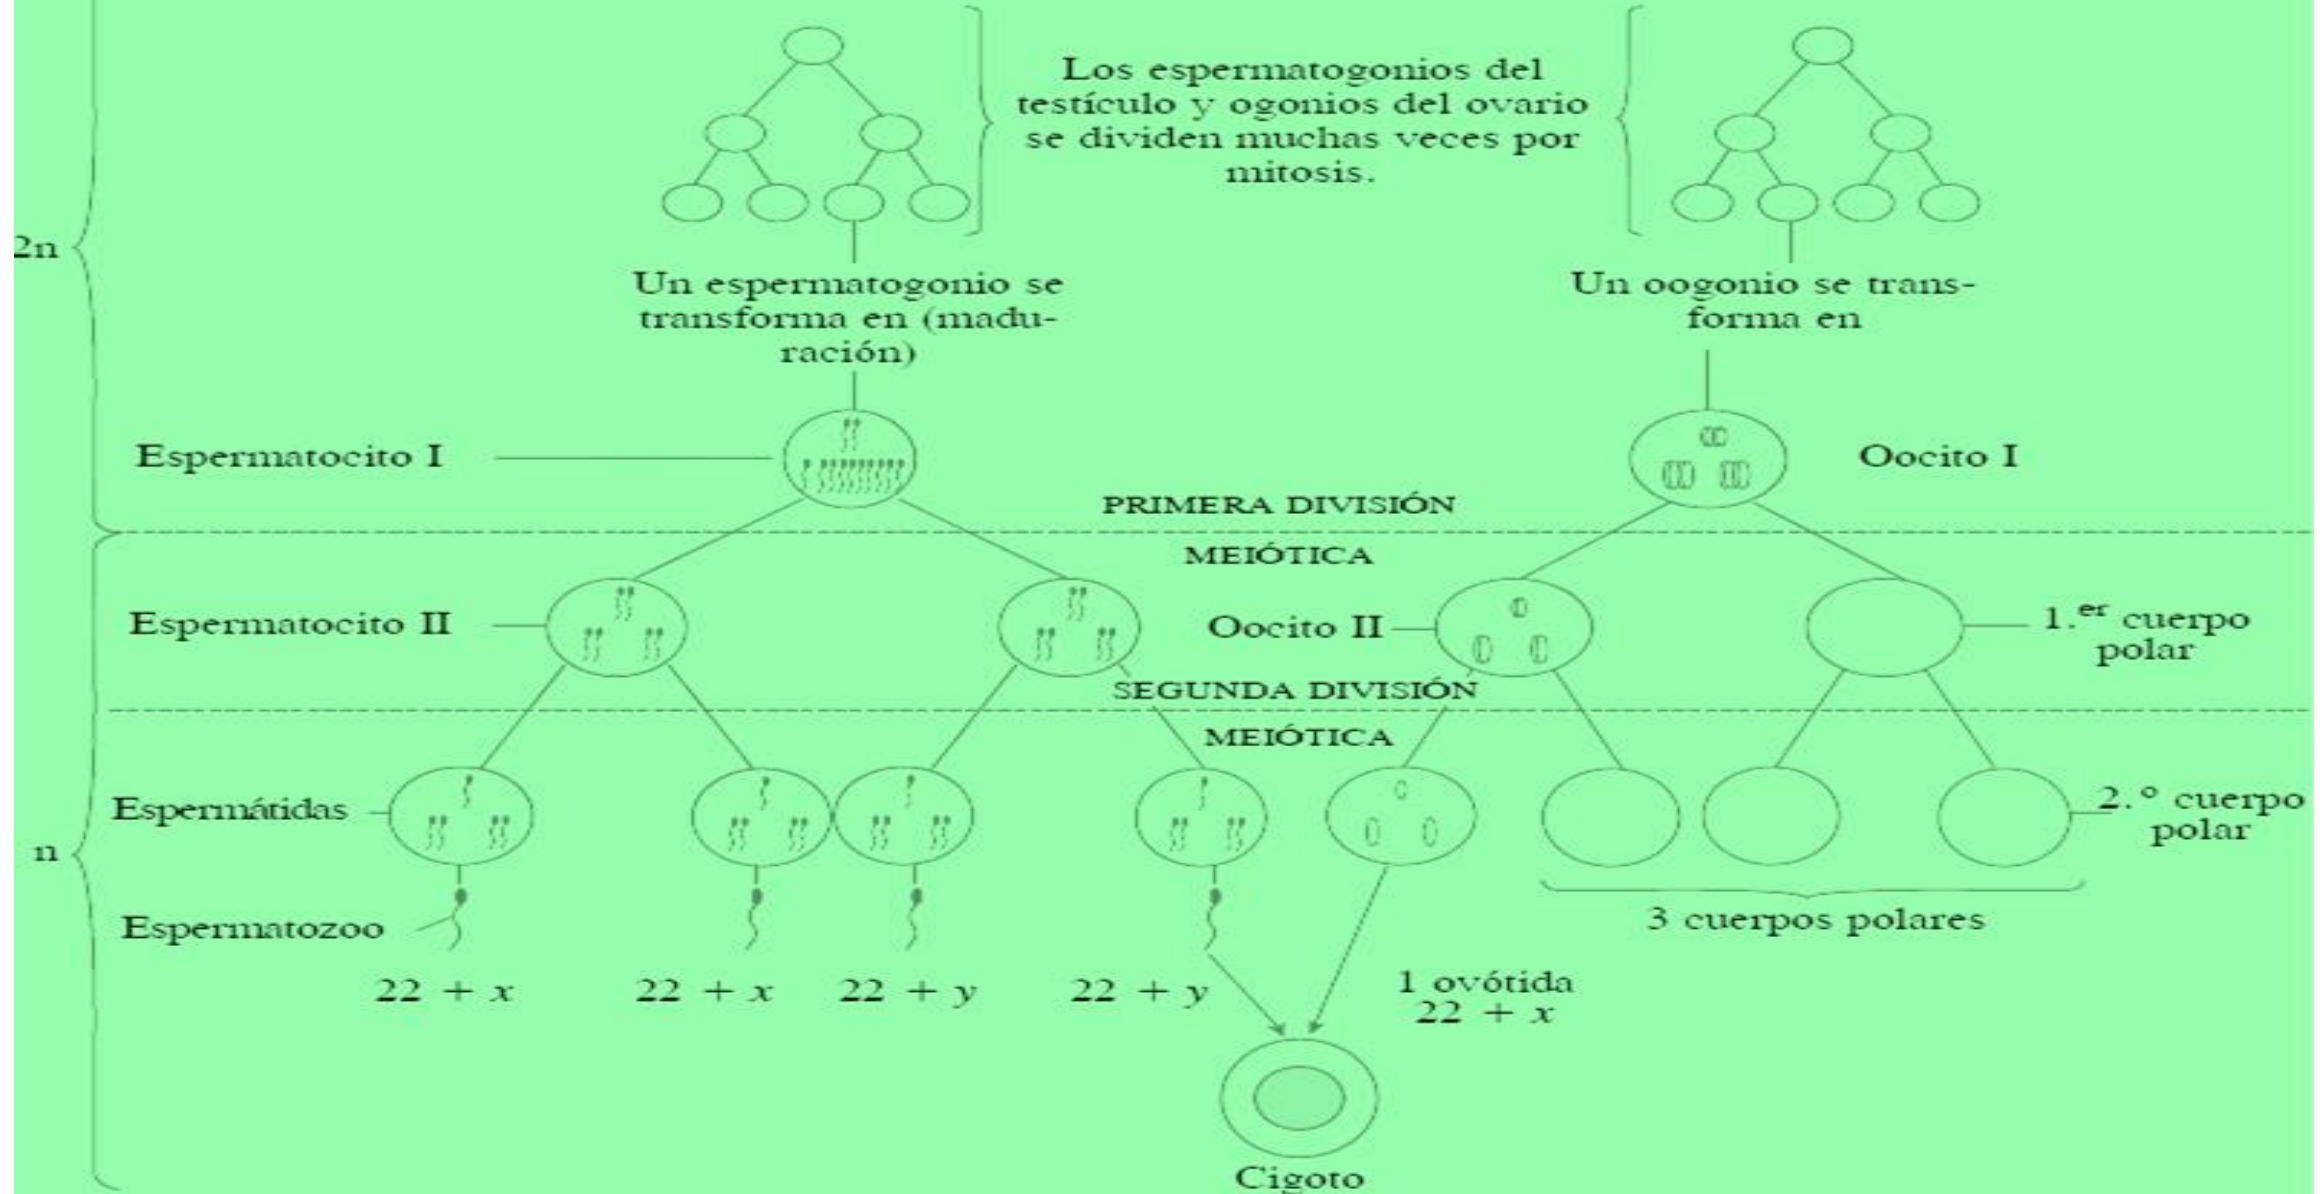 Los espermatogonios del
testículo y ogonios del ovario
se dividen muchas veces por
mitosis.
2n
Un espermatogonio se
transforma en (madu-
ración)
Un oogonio se trans-
forma en
Espermatocito I
Oocito I
PRIMERA DIVISIÓN
MEIÓTICA
Espermatocito II
Oocito II
1.er cuerpo
polar
SEGUNDA DIVISIÓN
MEIÓTICA
Espermátidas
2.º cuerpo
polar
n
Espermatozoo
3 cuerpos polares
22 + x
22 + x
22 + y
22 + y
1 ovótida
22 + x
Cigoto